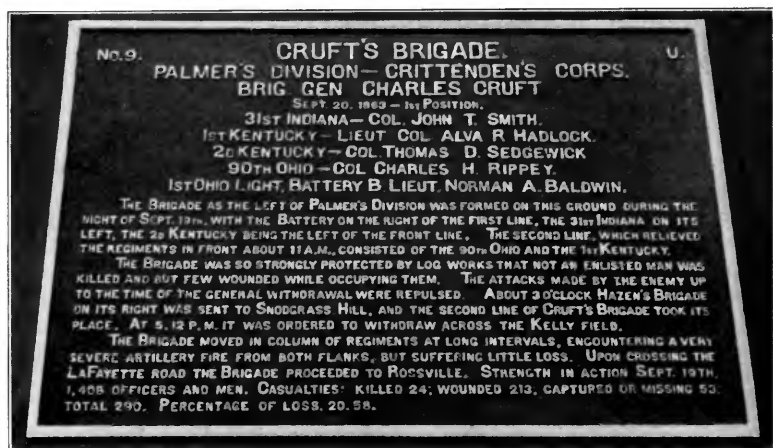 No. 9. CRUFT'S BRIGADE. U.
PALMER'S DIVISION — CRITTENDEN'S CORPS.
BRIG. GEN CHARLES CRUFT
SEPT. 20, 1863 — 1ST POSITION.
31ST INDIANA — COL. JOHN T. SMITH.
1ST KENTUCKY — LIEUT COL ALVA R HADLOCK.
2D KENTUCKY — COL. THOMAS D. SEDGEWICK
90TH OHIO — COL CHARLES H. RIPPEY.
1ST OHIO LIGHT, BATTERY B LIEUT. NORMAN A. BALDWIN.
THE BRIGADE AS THE LEFT OF PALMER'S DIVISION WAS FORMED ON THIS GROUND DURING THE
NIGHT OF SEPT. 19TH, WITH THE BATTERY ON THE RIGHT OF THE FIRST LINE, THE 31ST INDIANA ON ITS
LEFT, THE 2D KENTUCKY BEING THE LEFT OF THE FRONT LINE. THE SECOND LINE, WHICH RELIEVED
THE REGIMENTS IN FRONT ABOUT 11 A.M., CONSISTED OF THE 90TH OHIO AND THE 1ST KENTUCKY.
THE BRIGADE WAS SO STRONGLY PROTECTED BY LOG WORKS THAT NOT AN ENLISTED MAN WAS
KILLED AND BUT FEW WOUNDED WHILE OCCUPYING THEM. THE ATTACKS MADE BY THE ENEMY UP
TO THE TIME OF THE GENERAL WITHDRAWAL WERE REPULSED. ABOUT 3 O'CLOCK HAZEN'S BRIGADE
ON ITS RIGHT WAS SENT TO SNODGRASS HILL, AND THE SECOND LINE OF CRUFT'S BRIGADE TOOK ITS
PLACE. AT 5.12 P.M. IT WAS ORDERED TO WITHDRAW ACROSS THE KELLY FIELD.
THE BRIGADE MOVED IN COLUMN OF REGIMENTS AT LONG INTERVALS, ENCOUNTERING A VERY
SEVERE ARTILLERY FIRE FROM BOTH FLANKS, BUT SUFFERING LITTLE LOSS. UPON CROSSING THE
LAFAYETTE ROAD THE BRIGADE PROCEEDED TO ROSSVILLE. STRENGTH IN ACTION SEPT. 19TH,
1,408 OFFICERS AND MEN. CASUALTIES: KILLED 24; WOUNDED 213, CAPTURED OR MISSING 53;
TOTAL 290. PERCENTAGE OF LOSS, 20.58.